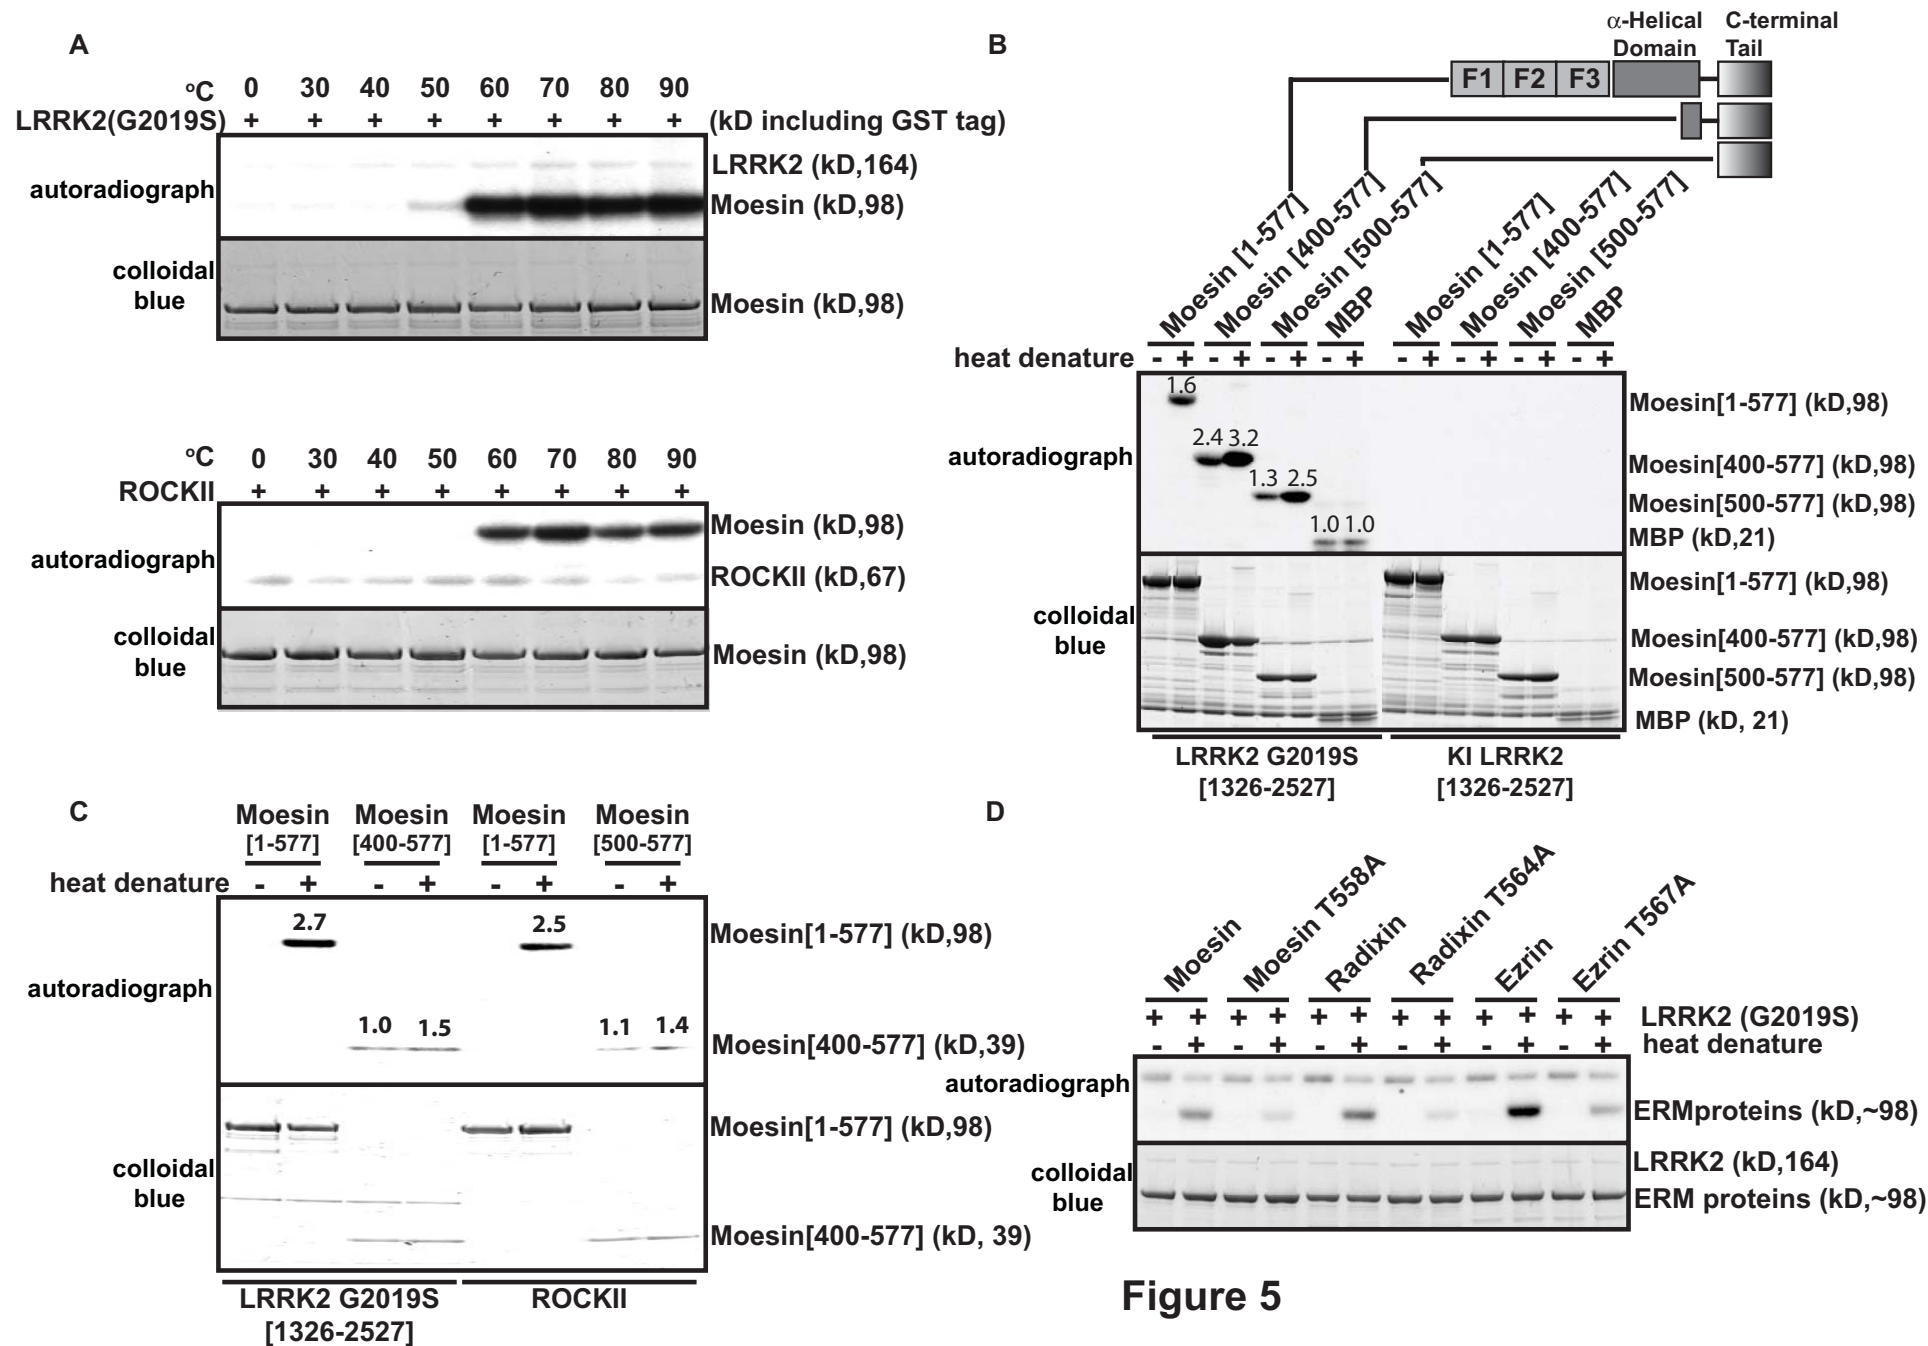 A
°C 0 30 40 50 60 70 80 90
LRRK2(G2019S) + + + + + + + + (kD including GST tag)
autoradiograph
LRRK2 (kD,164)
Moesin (kD,98)
colloidal
blue
Moesin (kD,98)
°C 0 30 40 50 60 70 80 90
ROCKII + + + + + + + +
autoradiograph
Moesin (kD,98)
ROCKII (kD,67)
colloidal
blue
Moesin (kD,98)
B
α-Helical C-terminal
Domain Tail
F1 F2 F3
Moesin [1-577]
Moesin [400-577]
Moesin [500-577]
MBP
Moesin [1-577]
Moesin [400-577]
Moesin [500-577]
MBP
heat denature - + - + - + - + - + - + - + - +
autoradiograph
1.6
2.4 3.2
1.3 2.5
1.0 1.0
Moesin[1-577] (kD,98)
Moesin[400-577] (kD,98)
Moesin[500-577] (kD,98)
MBP (kD,21)
colloidal
blue
Moesin[1-577] (kD,98)
Moesin[400-577] (kD,98)
Moesin[500-577] (kD,98)
MBP (kD, 21)
LRRK2 G2019S KI LRRK2
[1326-2527] [1326-2527]
C
Moesin Moesin Moesin Moesin
[1-577] [400-577] [1-577] [500-577]
heat denature - + - + - + - +
autoradiograph
2.7 2.5
1.0 1.5 1.1 1.4
Moesin[1-577] (kD,98)
Moesin[400-577] (kD,39)
colloidal
blue
Moesin[1-577] (kD,98)
Moesin[400-577] (kD, 39)
LRRK2 G2019S ROCKII
[1326-2527]
D
Moesin
Moesin T558A
Radixin
Radixin T564A
Ezrin
Ezrin T567A
+ + + + + + + + + + + + LRRK2 (G2019S)
- + - + - + - + - + - + heat denature
autoradiograph
ERMproteins (kD,~98)
colloidal
blue
LRRK2 (kD,164)
ERM proteins (kD,~98)
Figure 5